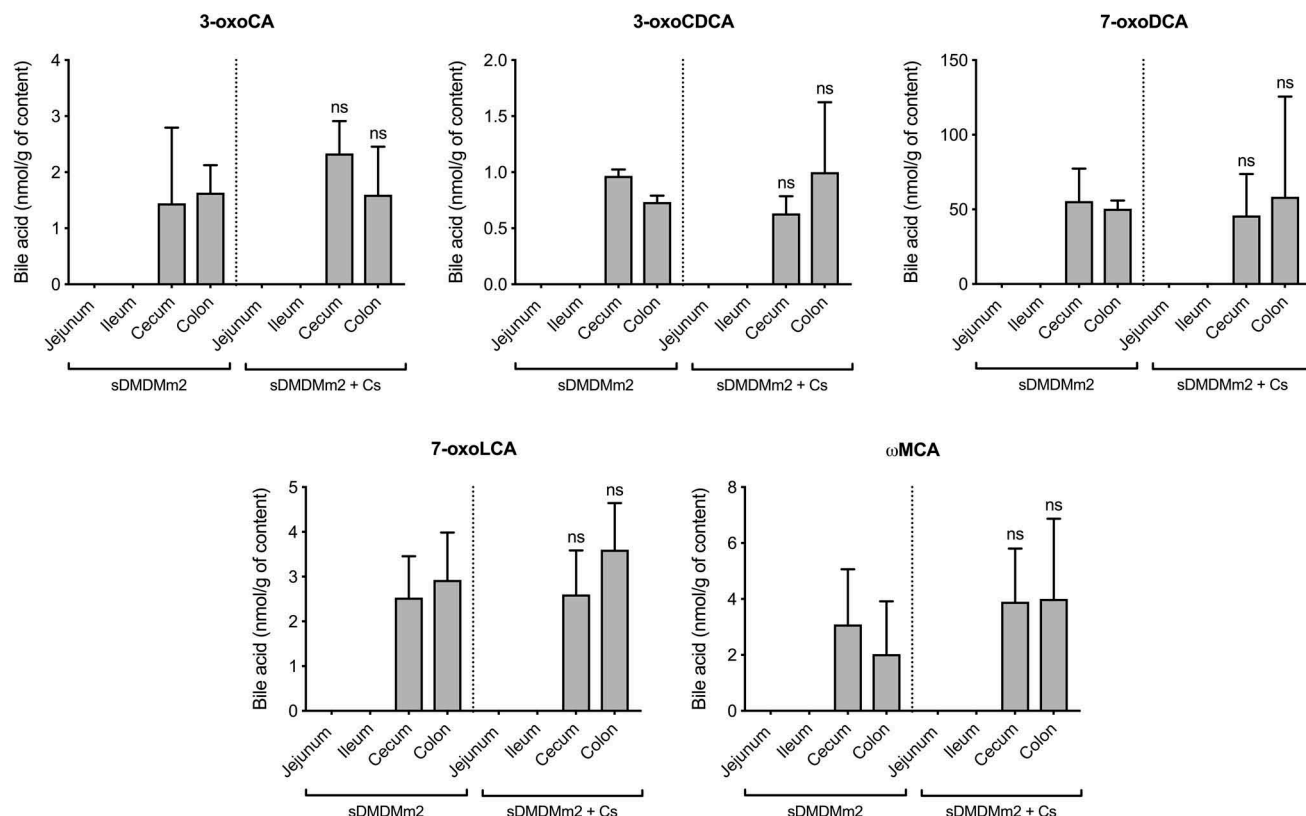 3-oxoCA
Bile acid (nmol/g of content)
4
3
2
1
0
ns
ns
Jejunum
Ileum
Cecum
Colon
Jejunum
Ileum
Cecum
Colon
sDMDMm2
sDMDMm2 + Cs
3-oxoCDCA
Bile acid (nmol/g of content)
2.0
1.5
1.0
0.5
0.0
ns
ns
Jejunum
Ileum
Cecum
Colon
Jejunum
Ileum
Cecum
Colon
sDMDMm2
sDMDMm2 + Cs
7-oxoDCA
Bile acid (nmol/g of content)
150
100
50
0
ns
ns
Jejunum
Ileum
Cecum
Colon
Jejunum
Ileum
Cecum
Colon
sDMDMm2
sDMDMm2 + Cs
7-oxoLCA
Bile acid (nmol/g of content)
5
4
3
2
1
0
ns
ns
Jejunum
Ileum
Cecum
Colon
Jejunum
Ileum
Cecum
Colon
sDMDMm2
sDMDMm2 + Cs
ωMCA
Bile acid (nmol/g of content)
8
6
4
2
0
ns
ns
Jejunum
Ileum
Cecum
Colon
Jejunum
Ileum
Cecum
Colon
sDMDMm2
sDMDMm2 + Cs